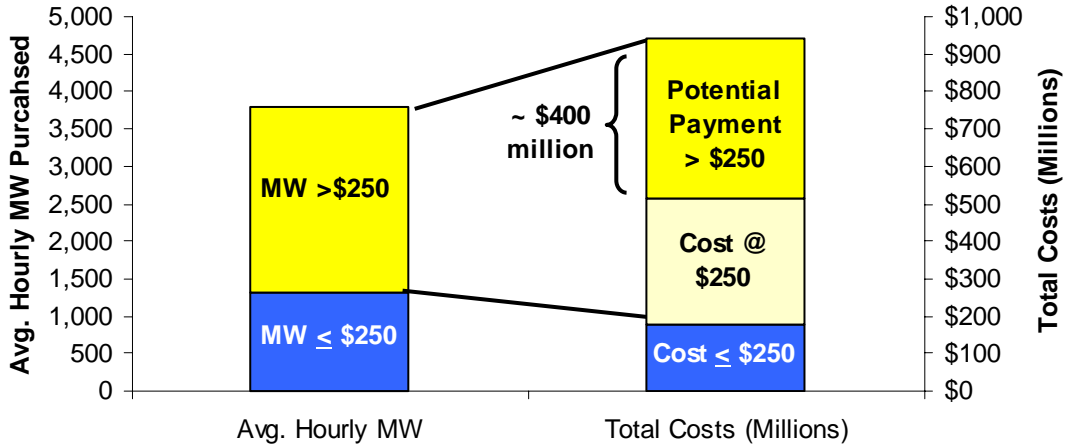 Avg. Hourly MW Purcahsed
5,000
4,500
4,000
3,500
3,000
2,500
2,000
1,500
1,000
500
0
MW >$250
MW ≤ $250
~ $400
million
Potential
Payment
> $250
Cost @
$250
Cost ≤ $250
$1,000
$900
$800
$700
$600
$500
$400
$300
$200
$100
$0
Total Costs (Millions)
Avg. Hourly MW
Total Costs (Millions)